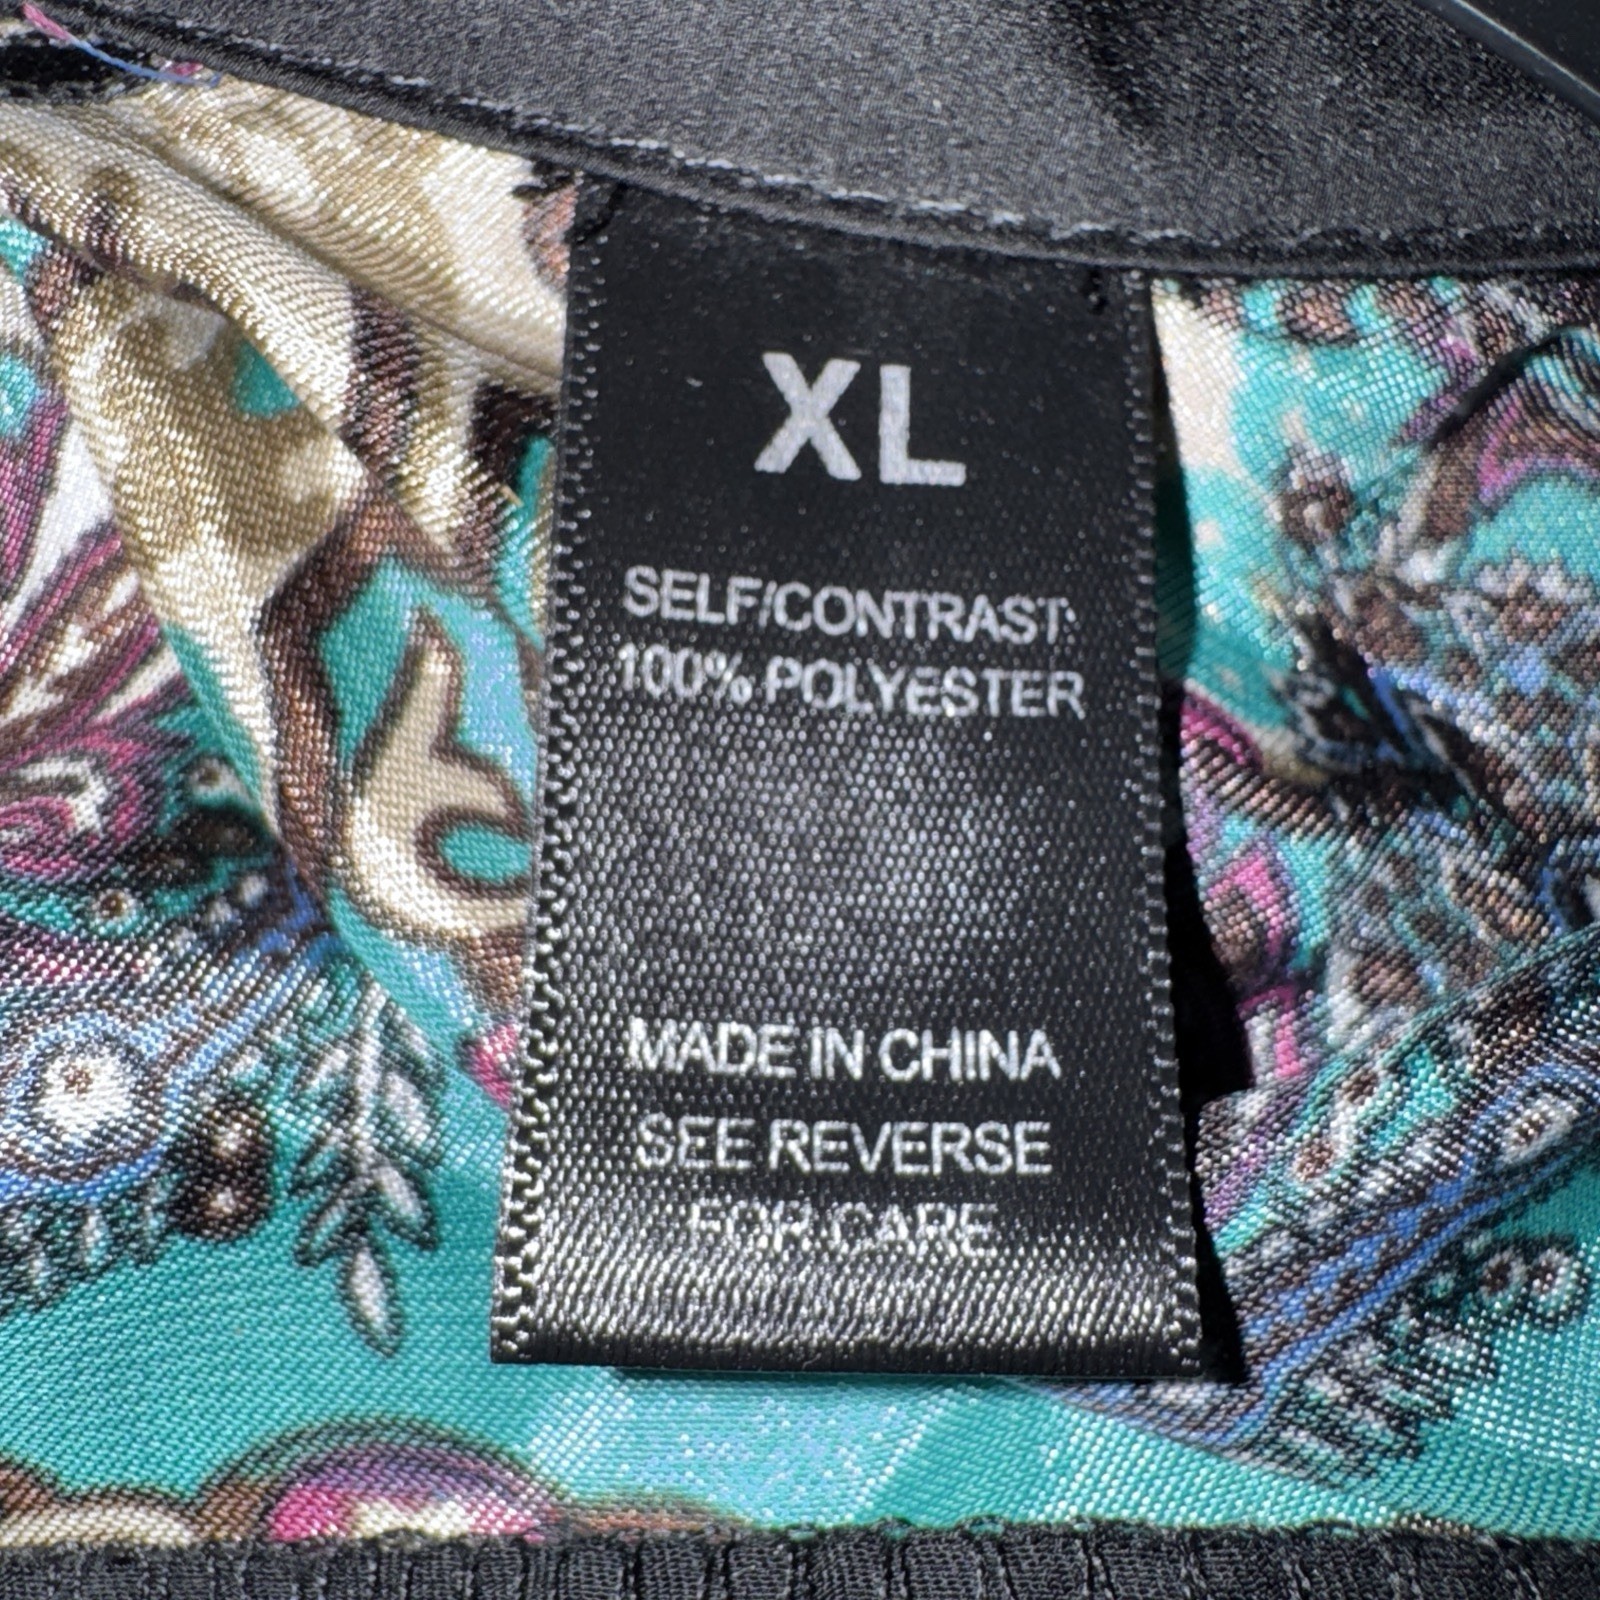 XL
SELF/CONTRAST:
100% POLYESTER
MADE IN CHINA
SEE REVERSE
FOR CARE